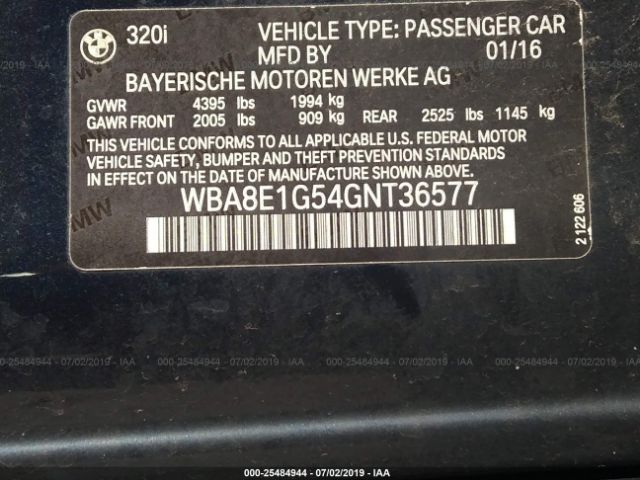 320i VEHICLE TYPE: PASSENGER CAR
MFD BY 01/16
BAYERISCHE MOTOREN WERKE AG
GVWR 4395 lbs 1994 kg
GAWR FRONT 2005 lbs 909 kg REAR 2525 lbs 1145 kg
THIS VEHICLE CONFORMS TO ALL APPLICABLE U.S. FEDERAL MOTOR
VEHICLE SAFETY, BUMPER AND THEFT PREVENTION STANDARDS
IN EFFECT ON THE DATE OF MANUFACTURE SHOWN ABOVE.
WBA8E1G54GNT36577
2 122 606
000-25484944 - 07/02/2019 - IAA